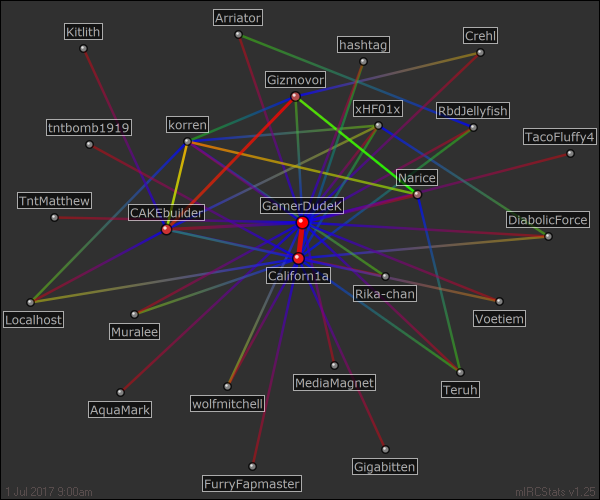 Arriator
Kitlith
Crehl
hashtag
Gizmovor
xHF01x
RbdJellyfish
tntbomb1919
korren
TacoFluffy4
Narice
TntMatthew
GamerDudeK
CAKEbuilder
DiabolicForce
Californ1a
Rika-chan
Localhost
Voetiem
Muralee
MediaMagnet
Teruh
wolfmitchell
AquaMark
Gigabitten
FurryFapmaster
1 Jul 2017 9:00am
mIRCStats v1.25